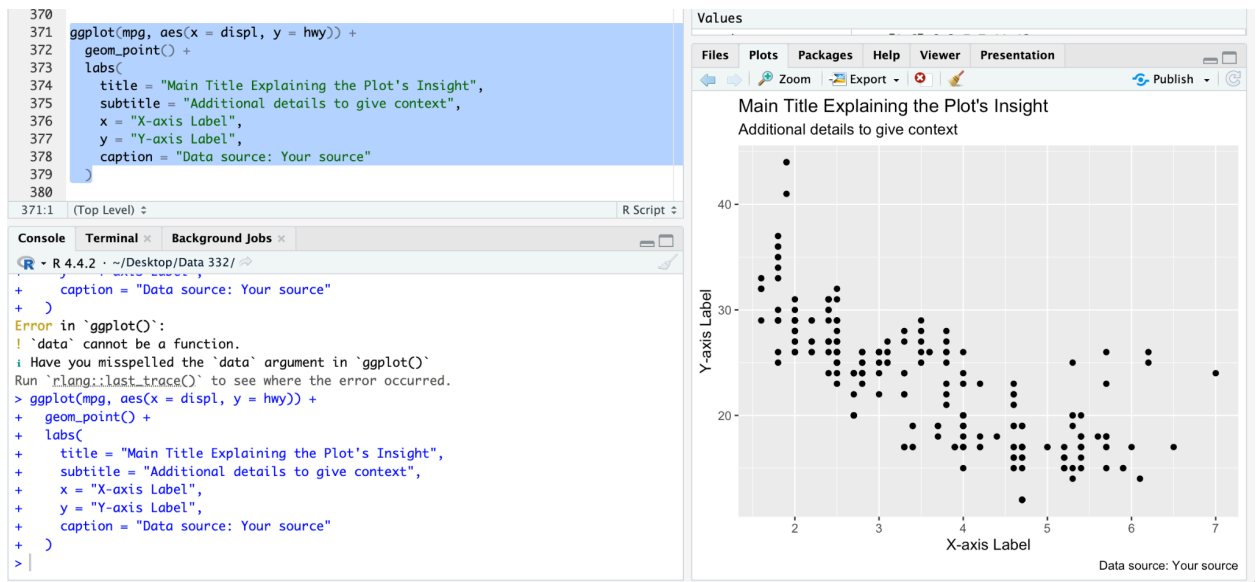 370
371 ggplot(mpg, aes(x = displ, y = hwy)) +
372   geom_point() +
373   labs(
374     title = "Main Title Explaining the Plot's Insight",
375     subtitle = "Additional details to give context",
376     x = "X-axis Label",
377     y = "Y-axis Label",
378     caption = "Data source: Your source"
379   )
380
371:1 (Top Level) R Script
Console Terminal Background Jobs
R R 4.4.2 · ~/Desktop/Data 332/
+     caption = "Data source: Your source"
+   )
Error in `ggplot()`:
! `data` cannot be a function.
i Have you misspelled the `data` argument in `ggplot()`
Run `rlang::last_trace()` to see where the error occurred.
> ggplot(mpg, aes(x = displ, y = hwy)) +
+   geom_point() +
+   labs(
+     title = "Main Title Explaining the Plot's Insight",
+     subtitle = "Additional details to give context",
+     x = "X-axis Label",
+     y = "Y-axis Label",
+     caption = "Data source: Your source"
+   )
>
Values
Files Plots Packages Help Viewer Presentation
Zoom Export Publish
Main Title Explaining the Plot's Insight
Additional details to give context
Y-axis Label
40
30
20
2 3 4 5 6 7
X-axis Label
Data source: Your source